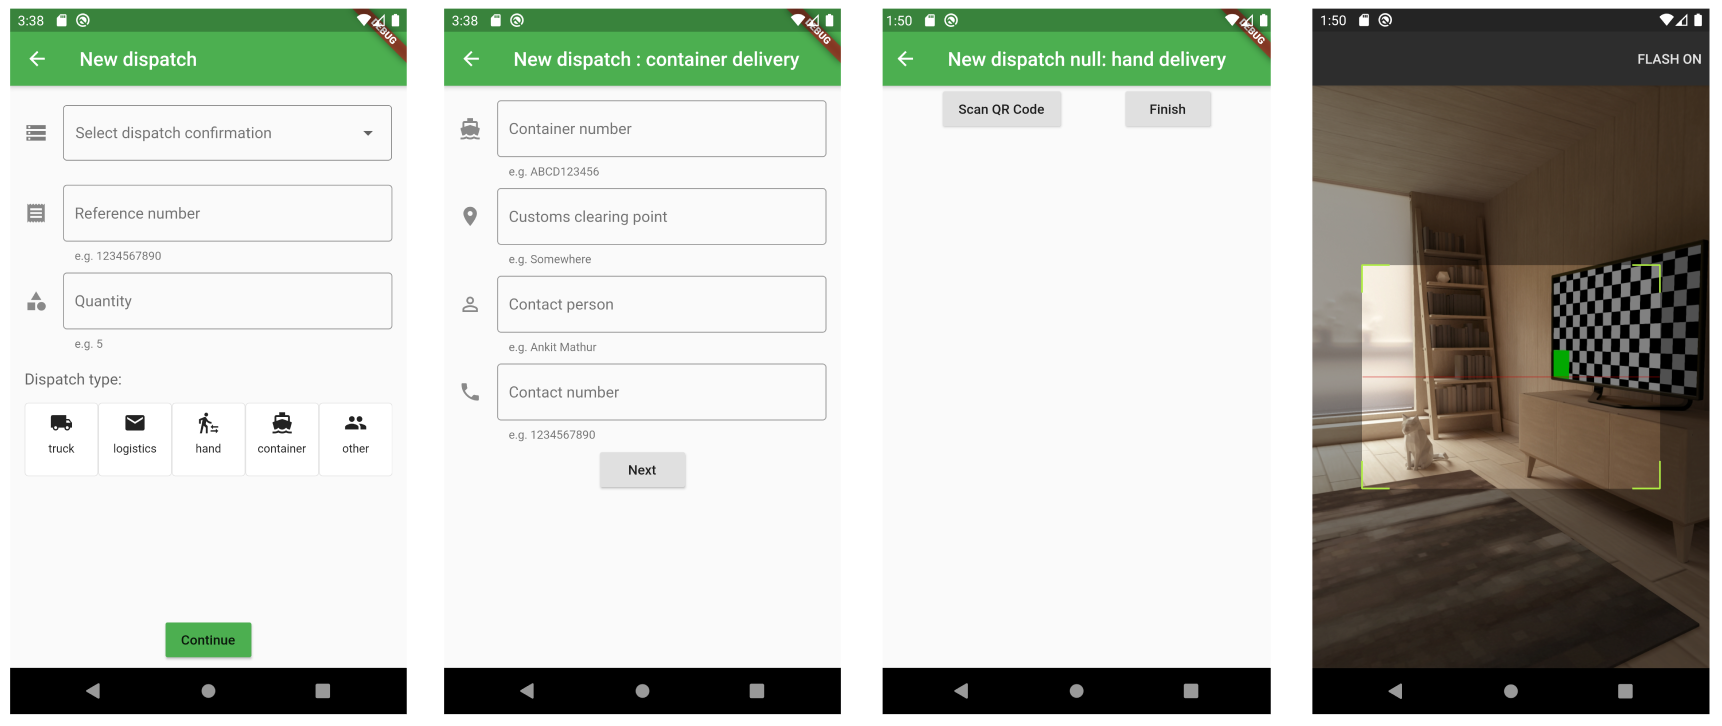 3:38
DEBUG
New dispatch
Select dispatch confirmation
Reference number
e.g. 1234567890
Quantity
e.g. 5
Dispatch type:
truck logistics hand container other
Continue
3:38
DEBUG
New dispatch : container delivery
Container number
e.g. ABCD123456
Customs clearing point
e.g. Somewhere
Contact person
e.g. Ankit Mathur
Contact number
e.g. 1234567890
Next
1:50
DEBUG
New dispatch null: hand delivery
Scan QR Code Finish
1:50
FLASH ON